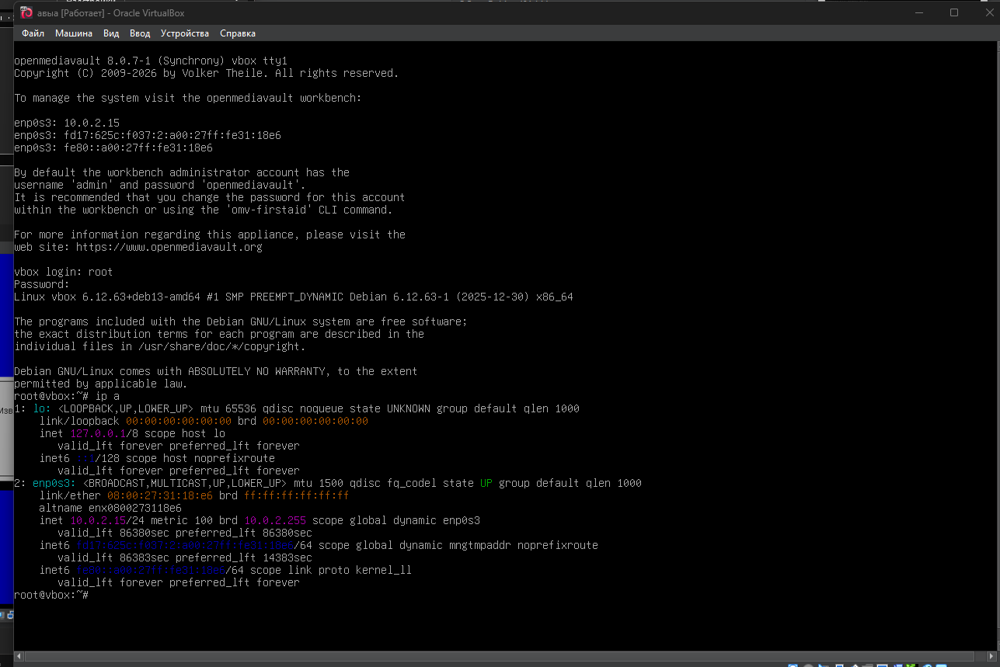 авыа [Работает] - Oracle VirtualBox
Файл Машина Вид Ввод Устройства Справка
openmediavault 8.0.7-1 (Synchrony) vbox tty1
Copyright (C) 2009-2026 by Volker Theile. All rights reserved.
To manage the system visit the openmediavault workbench:
enp0s3: 10.0.2.15
enp0s3: fd17:625c:f037:2:a00:27ff:fe31:18e6
enp0s3: fe80::a00:27ff:fe31:18e6
By default the workbench administrator account has the
username 'admin' and password 'openmediavault'.
It is recommended that you change the password for this account
within the workbench or using the 'omv-firstaid' CLI command.
For more information regarding this appliance, please visit the
web site: https://www.openmediavault.org
vbox login: root
Password:
Linux vbox 6.12.63+deb13-amd64 #1 SMP PREEMPT_DYNAMIC Debian 6.12.63-1 (2025-12-30) x86_64
The programs included with the Debian GNU/Linux system are free software;
the exact distribution terms for each program are described in the
individual files in /usr/share/doc/*/copyright.
Debian GNU/Linux comes with ABSOLUTELY NO WARRANTY, to the extent
permitted by applicable law.
root@vbox:~# ip a
1: lo: <LOOPBACK,UP,LOWER_UP> mtu 65536 qdisc noqueue state UNKNOWN group default qlen 1000
link/loopback 00:00:00:00:00:00 brd 00:00:00:00:00:00
inet 127.0.0.1/8 scope host lo
valid_lft forever preferred_lft forever
inet6 ::1/128 scope host noprefixroute
valid_lft forever preferred_lft forever
2: enp0s3: <BROADCAST,MULTICAST,UP,LOWER_UP> mtu 1500 qdisc fq_codel state UP group default qlen 1000
link/ether 08:00:27:31:18:e6 brd ff:ff:ff:ff:ff:ff
altname enx0800273118e6
inet 10.0.2.15/24 metric 100 brd 10.0.2.255 scope global dynamic enp0s3
valid_lft 86380sec preferred_lft 86380sec
inet6 fd17:625c:f037:2:a00:27ff:fe31:18e6/64 scope global dynamic mngtmpaddr noprefixroute
valid_lft 86383sec preferred_lft 14383sec
inet6 fe80::a00:27ff:fe31:18e6/64 scope link proto kernel_ll
valid_lft forever preferred_lft forever
root@vbox:~#